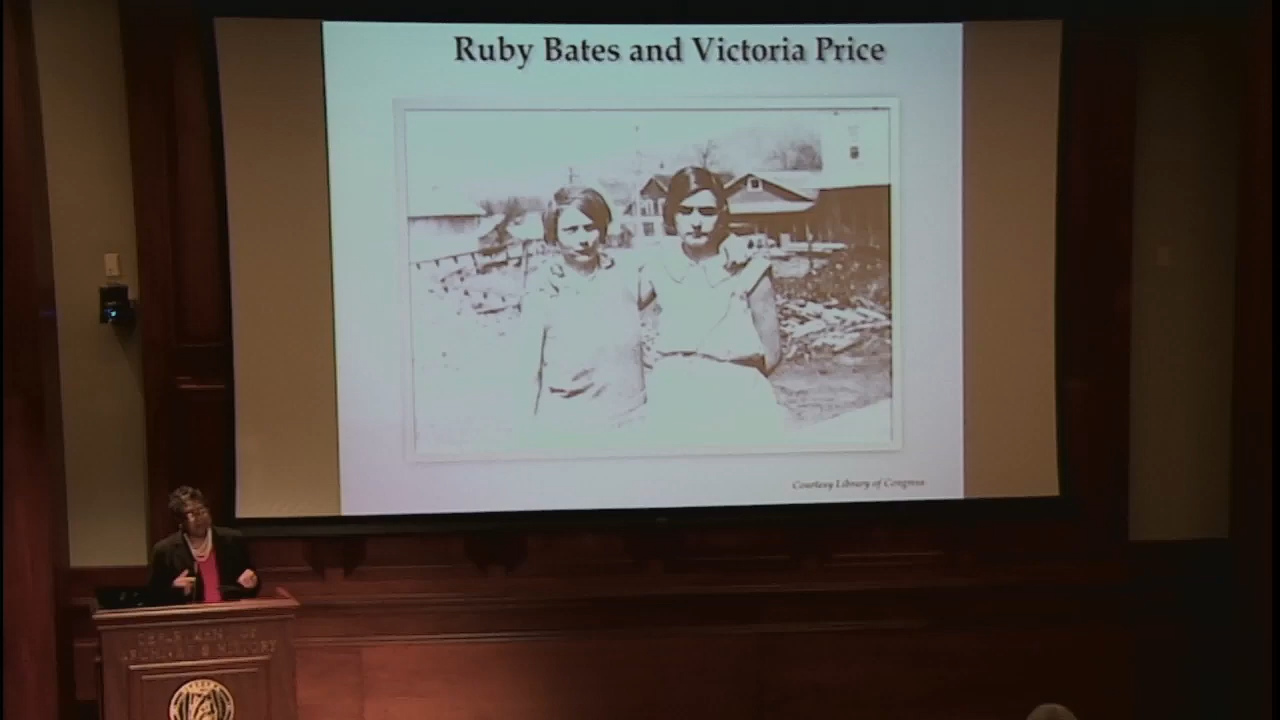 Ruby Bates and Victoria Price
Courtesy Library of Congress
DEPARTMENT OF
ARCHIVES & HISTORY